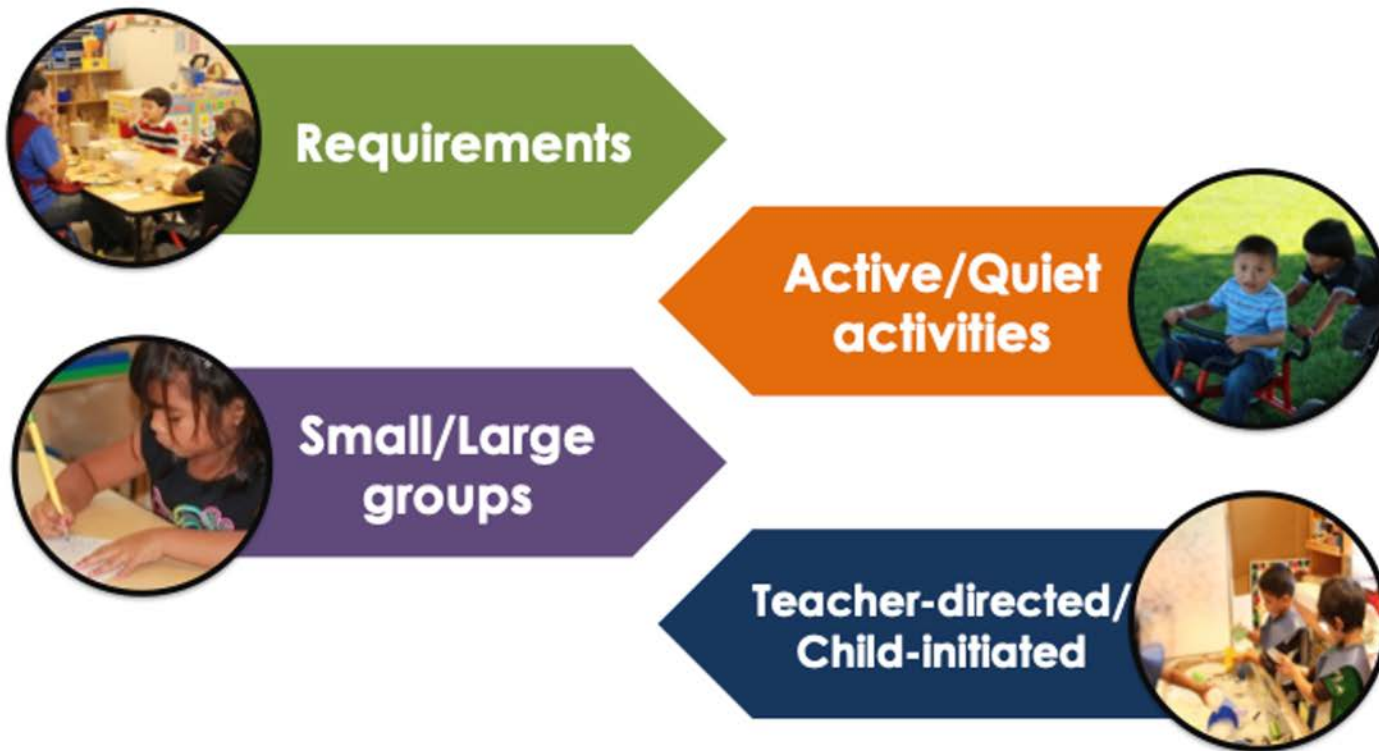 Requirements
Active/Quiet
activities
Small/Large
groups
Teacher-directed/
Child-initiated